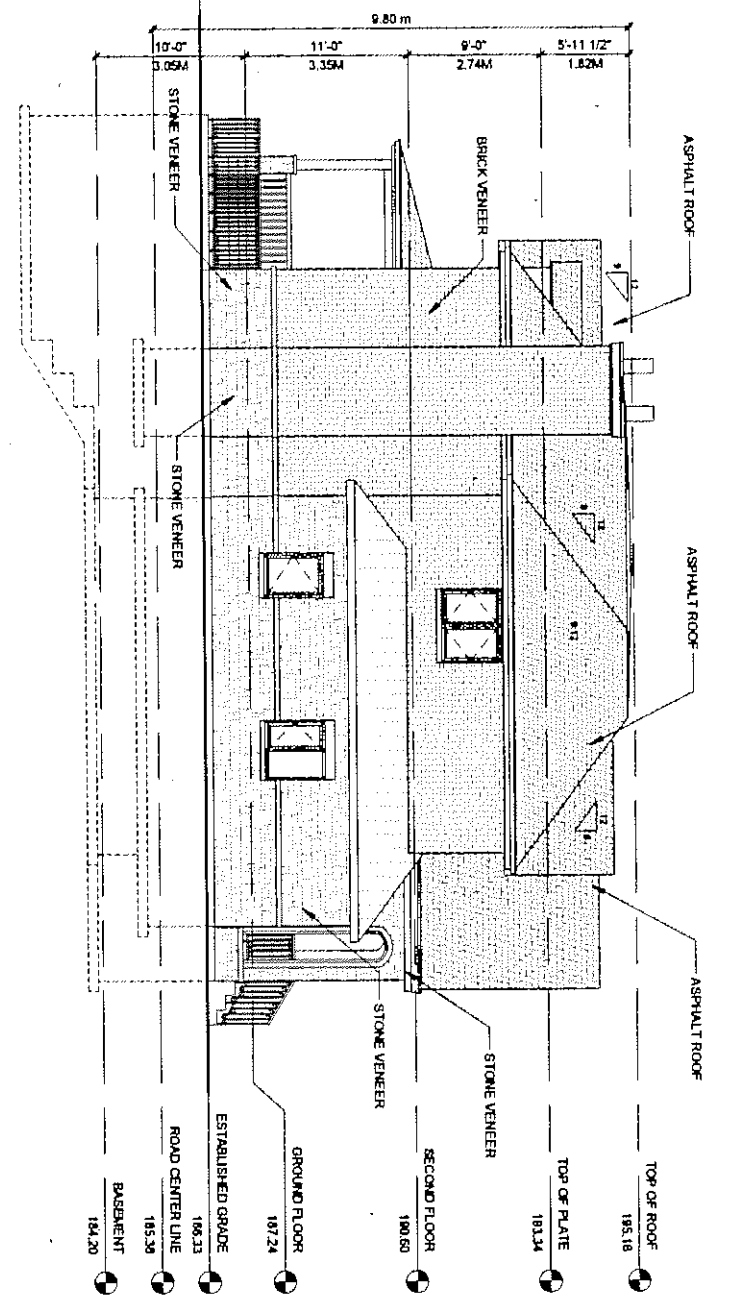 9.80 m
10'-0"
3.05M
11'-0"
3.35M
9'-0"
2.74M
5'-11 1/2"
1.82M
ASPHALT ROOF
ASPHALT ROOF
ASPHALT ROOF
12
9
12
12
BRICK VENEER
STONE VENEER
STONE VENEER
STONE VENEER
STONE VENEER
TOP OF ROOF
195.18
TOP OF PLATE
193.34
SECOND FLOOR
190.60
GROUND FLOOR
187.24
ESTABLISHED GRADE
186.33
ROAD CENTER LINE
185.38
BASEMENT
184.20